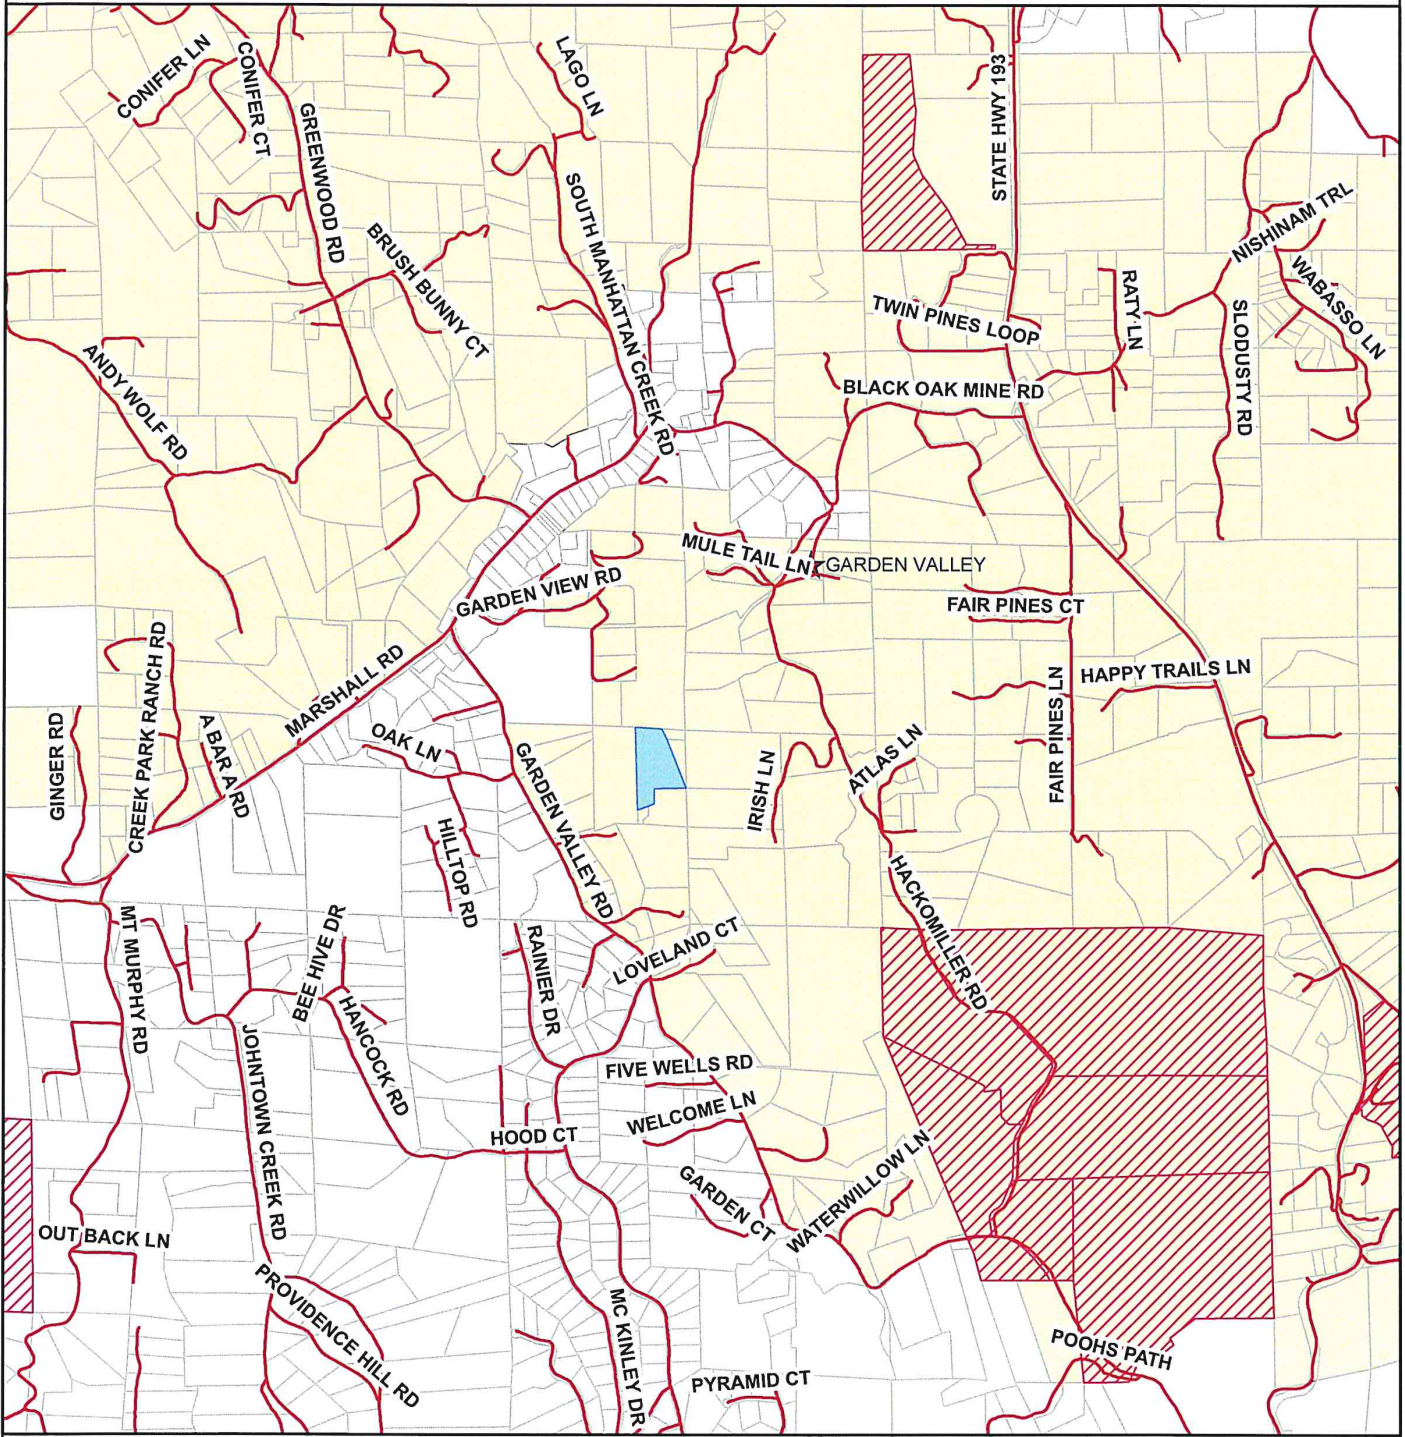 CONIFER LN
CONIFER CT
LAGO LN
STATE HWY 193
GREENWOOD RD
SOUTH MANHATTAN CREEK RD
NISHINAM TRL
BRUSH BUNNY CT
WABASSO LN
TWIN PINES LOOP
RATY LN
SLODUSTY RD
ANDY WOLF RD
BLACK OAK MINE RD
MULE TAIL LN
GARDEN VALLEY
GARDEN VIEW RD
FAIR PINES CT
CREEK PARK RANCH RD
MARSHALL RD
HAPPY TRAILS LN
FAIR PINES LN
GINGER RD
A BAR A RD
OAK LN
GARDEN VALLEY RD
IRISH LN
ATLAS LN
HILLTOP RD
HACKOMILLER RD
MT MURPHY RD
BEE HIVE DR
RAINIER DR
LOVELAND CT
HANCOCK RD
JOHNTOWN CREEK RD
FIVE WELLS RD
WELCOME LN
HOOD CT
WATERWILLOW LN
GARDEN CT
OUT BACK LN
PROVIDENCE HILL RD
MC KINLEY DR
POOHS PATH
PYRAMID CT